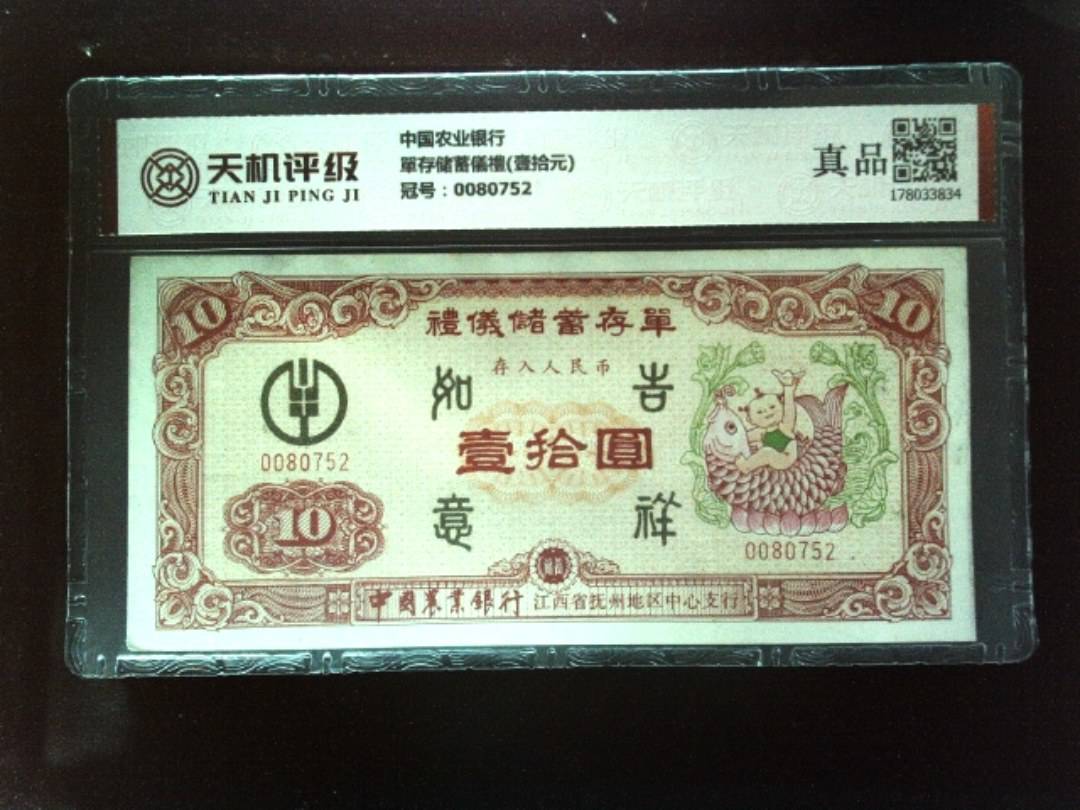 天机评级
TIAN JI PING JI
中国农业银行
單存储蓄儀禮(壹拾元)
冠号：0080752
真品
178033834
10
10
禮儀儲蓄存單
存入人民币
如 吉
壹拾圓
意 祥
0080752
10
0080752
中國農業銀行 江西省抚州地区中心支行